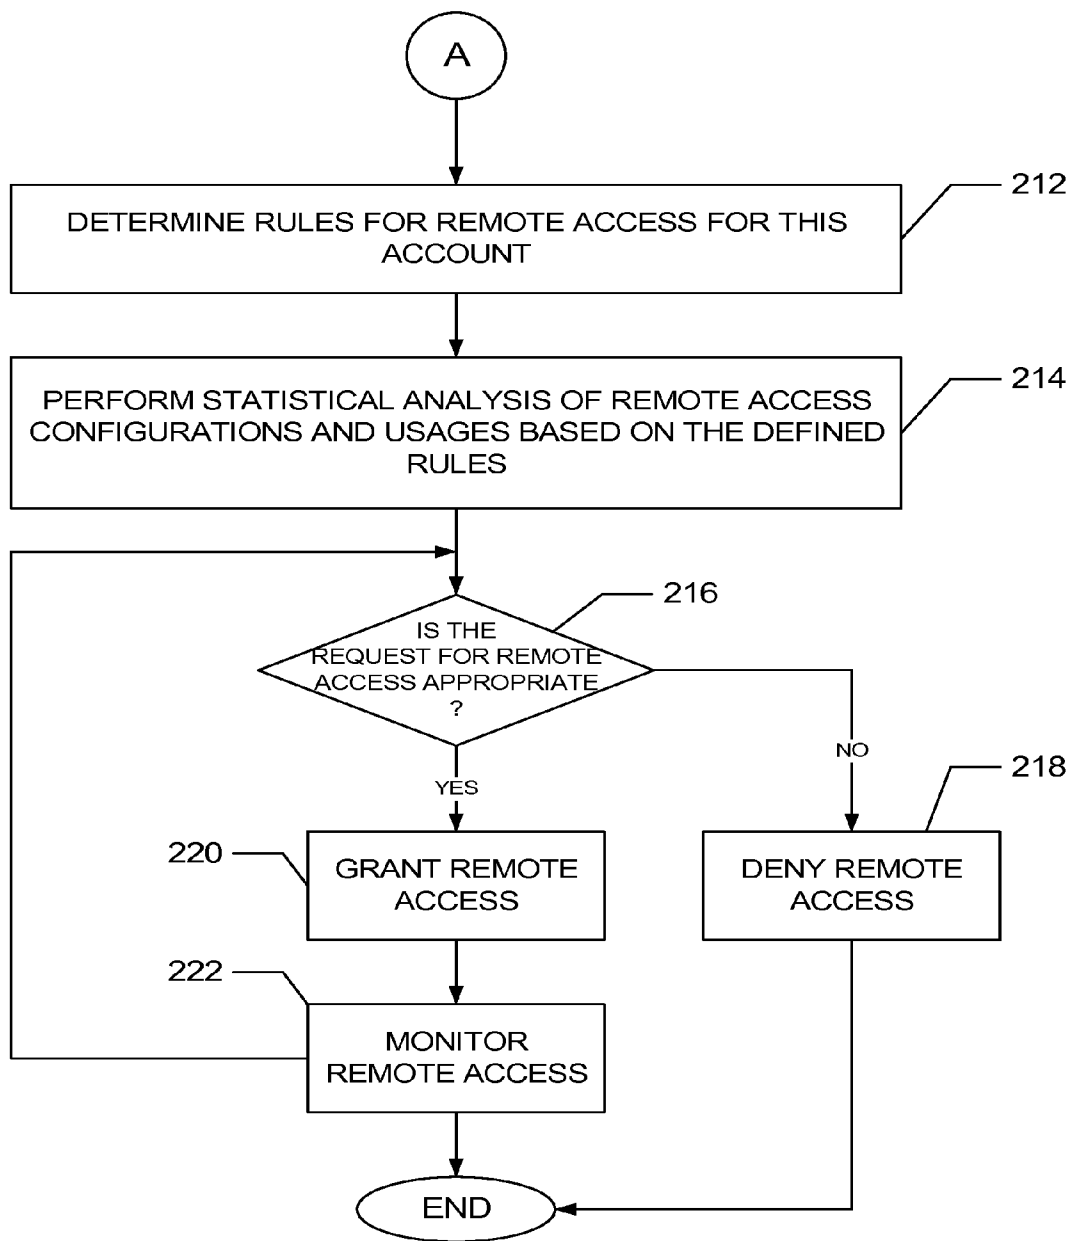 A
212
DETERMINE RULES FOR REMOTE ACCESS FOR THIS
ACCOUNT
214
PERFORM STATISTICAL ANALYSIS OF REMOTE ACCESS
CONFIGURATIONS AND USAGES BASED ON THE DEFINED
RULES
216
IS THE
REQUEST FOR REMOTE
ACCESS APPROPRIATE
?
NO
YES
218
220
GRANT REMOTE
ACCESS
DENY REMOTE
ACCESS
222
MONITOR
REMOTE ACCESS
END